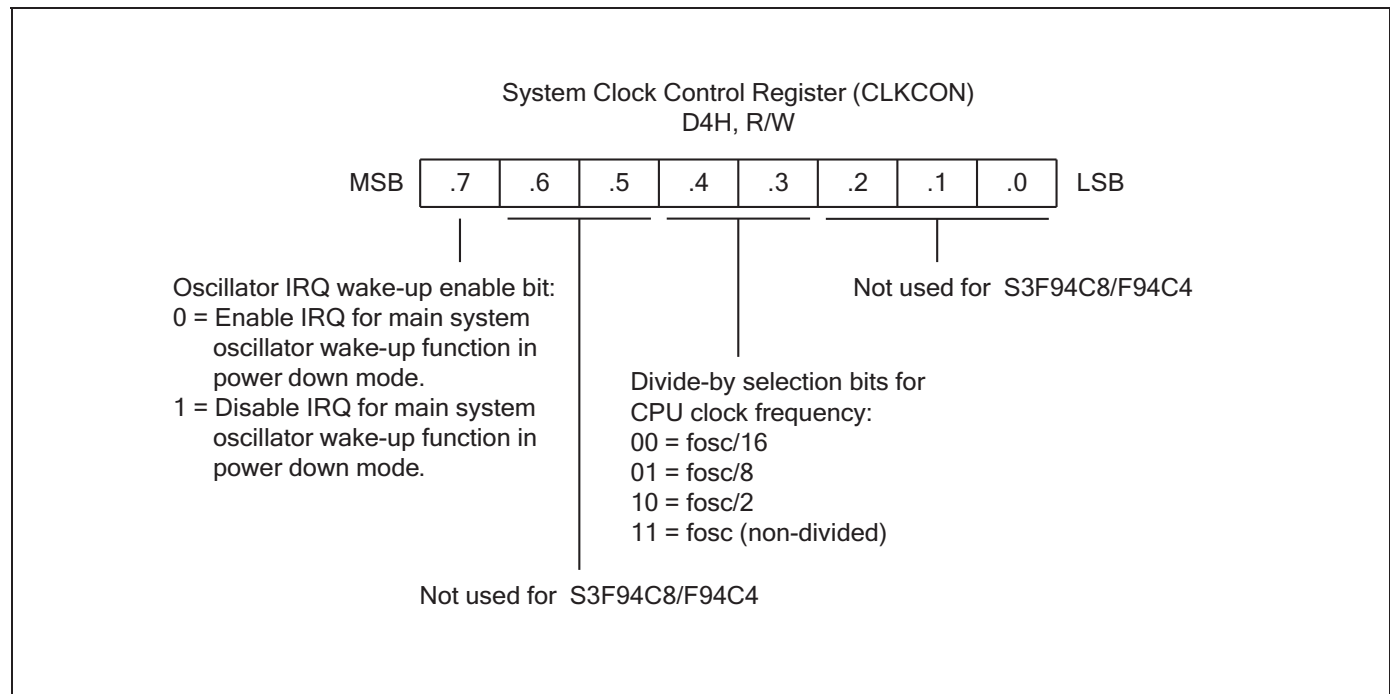 System Clock Control Register (CLKCON)
D4H, R/W
MSB .7 .6 .5 .4 .3 .2 .1 .0 LSB
Oscillator IRQ wake-up enable bit:
0 = Enable IRQ for main system
oscillator wake-up function in
power down mode.
1 = Disable IRQ for main system
oscillator wake-up function in
power down mode.
Not used for S3F94C8/F94C4
Divide-by selection bits for
CPU clock frequency:
00 = fosc/16
01 = fosc/8
10 = fosc/2
11 = fosc (non-divided)
Not used for S3F94C8/F94C4